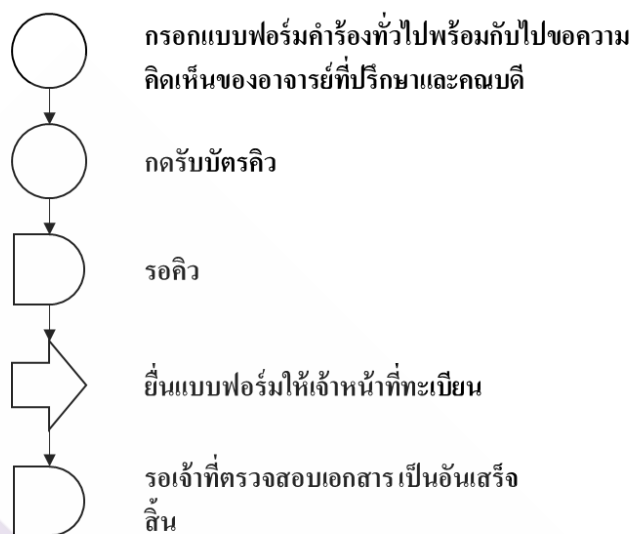 กรอกแบบฟอร์มคำร้องทั่วไปพร้อมกับไปขอความ
คิดเห็นของอาจารย์ที่ปรึกษาและคณบดี
กดรับบัตรคิว
รอคิว
ยื่นแบบฟอร์มให้เจ้าหน้าที่ทะเบียน
รอเจ้าที่ตรวจสอบเอกสาร เป็นอันเสร็จ
สิ้น